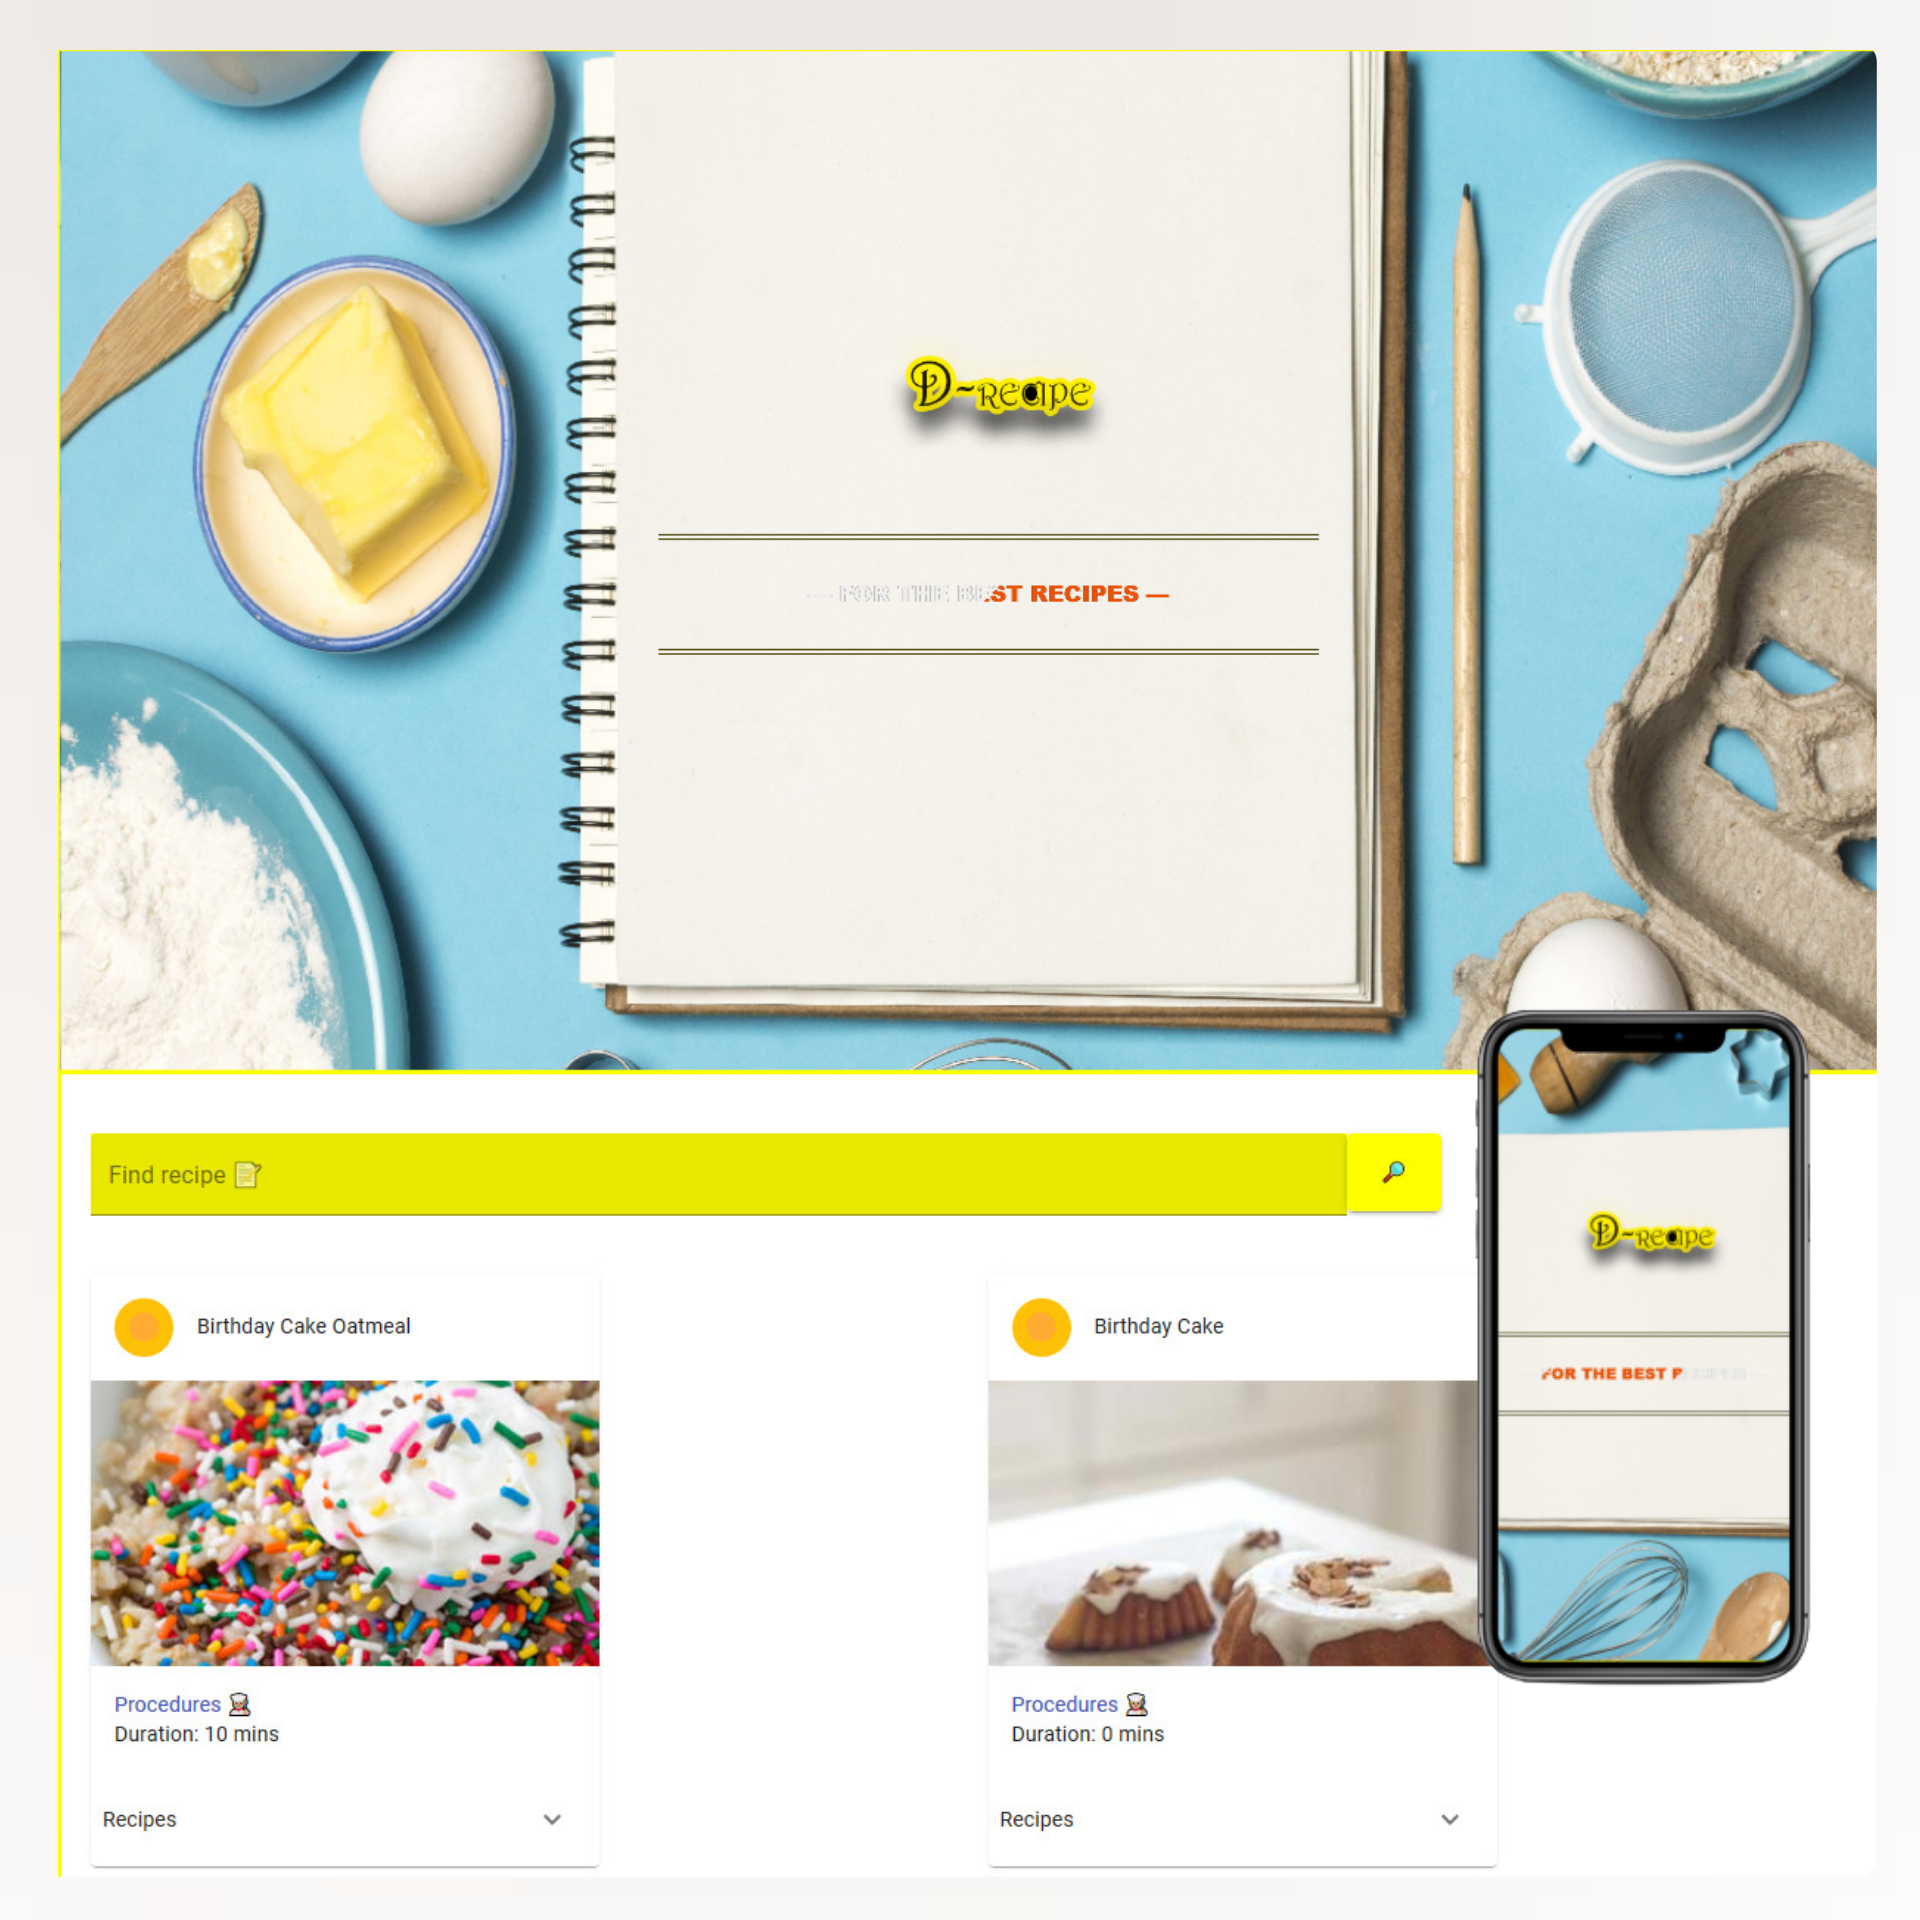 D-recipe
— FOR THE BEST RECIPES —
Find recipe 📝
🔎
Birthday Cake Oatmeal
Birthday Cake
Procedures 👨‍🍳
Duration: 10 mins
Procedures 👨‍🍳
Duration: 0 mins
Recipes
Recipes
D-recipe
FOR THE BEST RECIPES